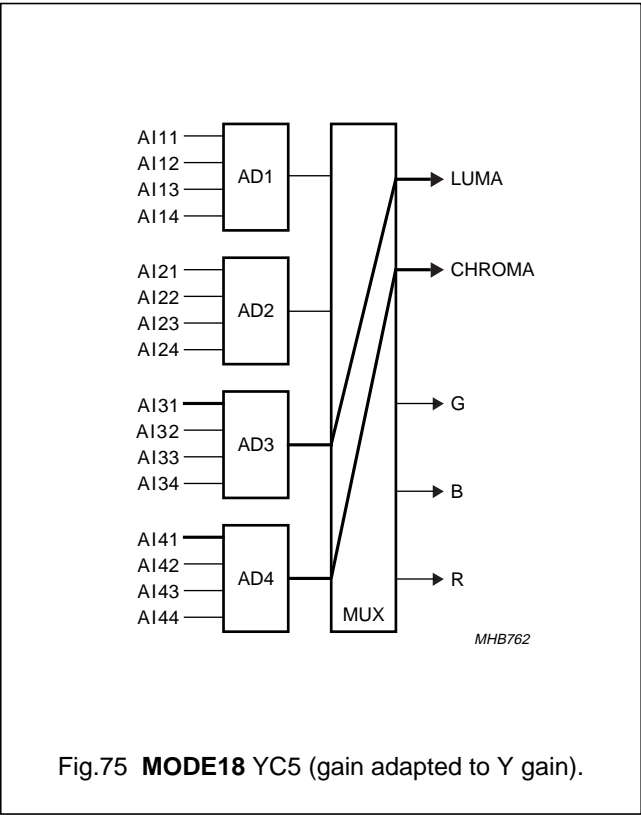 AI11
AI12
AI13
AI14
AD1
AI21
AI22
AI23
AI24
AD2
AI31
AI32
AI33
AI34
AD3
AI41
AI42
AI43
AI44
AD4
MUX
LUMA
CHROMA
G
B
R
MHB762
Fig.75 MODE18 YC5 (gain adapted to Y gain).